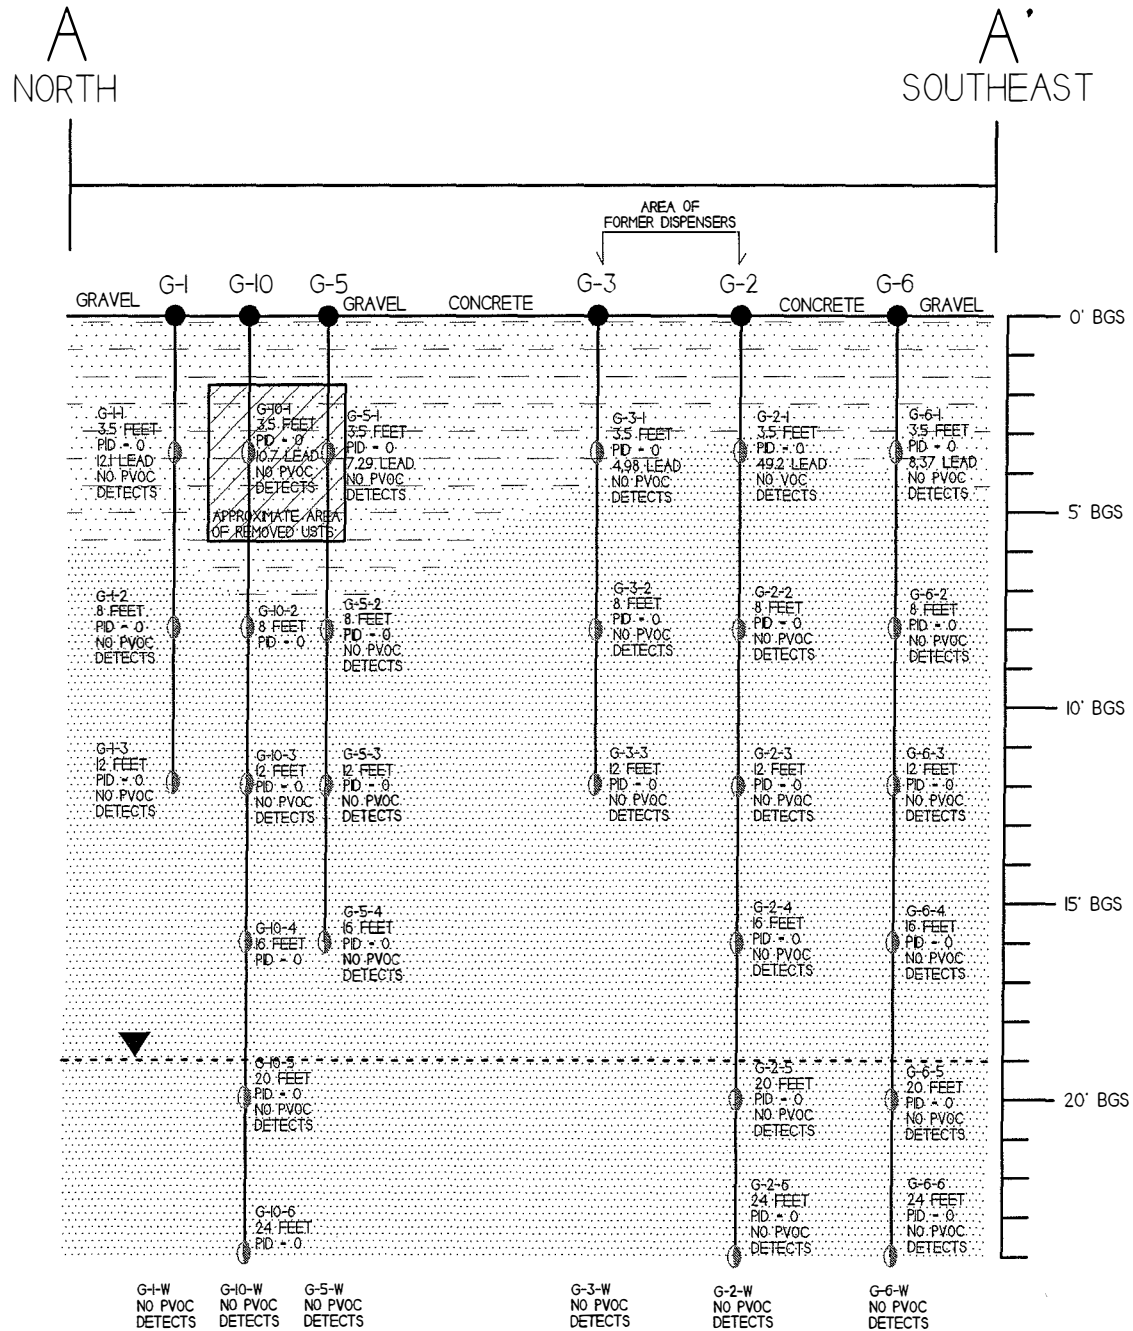 A
A'
NORTH
SOUTHEAST
AREA OF
FORMER DISPENSERS
G-1
G-10
G-5
G-3
G-2
G-6
GRAVEL
GRAVEL
CONCRETE
CONCRETE
GRAVEL
0' BGS
G-1-1
3.5 FEET
PID = 0
12.1 LEAD
NO PVOC
DETECTS
G-10-1
3.5 FEET
PID = 0
10.7 LEAD
NO PVOC
DETECTS
G-5-1
3.5 FEET
PID = 0
7.29 LEAD
NO PVOC
DETECTS
G-3-1
3.5 FEET
PID = 0
4.98 LEAD
NO PVOC
DETECTS
G-2-1
3.5 FEET
PID = 0
49.2 LEAD
NO VOC
DETECTS
G-6-1
3.5 FEET
PID = 0
8.37 LEAD
NO PVOC
DETECTS
APPROXIMATE AREA
OF REMOVED USTS
5' BGS
G-1-2
8 FEET
PID = 0
NO PVOC
DETECTS
G-10-2
8 FEET
PID = 0
G-5-2
8 FEET
PID = 0
NO PVOC
DETECTS
G-3-2
8 FEET
PID = 0
NO PVOC
DETECTS
G-2-2
8 FEET
PID = 0
NO PVOC
DETECTS
G-6-2
8 FEET
PID = 0
NO PVOC
DETECTS
10' BGS
G-1-3
12 FEET
PID = 0
NO PVOC
DETECTS
G-10-3
12 FEET
PID = 0
NO PVOC
DETECTS
G-5-3
12 FEET
PID = 0
NO PVOC
DETECTS
G-3-3
12 FEET
PID = 0
NO PVOC
DETECTS
G-2-3
12 FEET
PID = 0
NO PVOC
DETECTS
G-6-3
12 FEET
PID = 0
NO PVOC
DETECTS
15' BGS
G-10-4
16 FEET
PID = 0
G-5-4
16 FEET
PID = 0
NO PVOC
DETECTS
G-2-4
16 FEET
PID = 0
NO PVOC
DETECTS
G-6-4
16 FEET
PID = 0
NO PVOC
DETECTS
G-10-5
20 FEET
PID = 0
NO PVOC
DETECTS
G-2-5
20 FEET
PID = 0
NO PVOC
DETECTS
G-6-5
20 FEET
PID = 0
NO PVOC
DETECTS
20' BGS
G-10-6
24 FEET
PID = 0
G-2-6
24 FEET
PID = 0
NO PVOC
DETECTS
G-6-6
24 FEET
PID = 0
NO PVOC
DETECTS
G-1-W
NO PVOC
DETECTS
G-10-W
NO PVOC
DETECTS
G-5-W
NO PVOC
DETECTS
G-3-W
NO PVOC
DETECTS
G-2-W
NO PVOC
DETECTS
G-6-W
NO PVOC
DETECTS